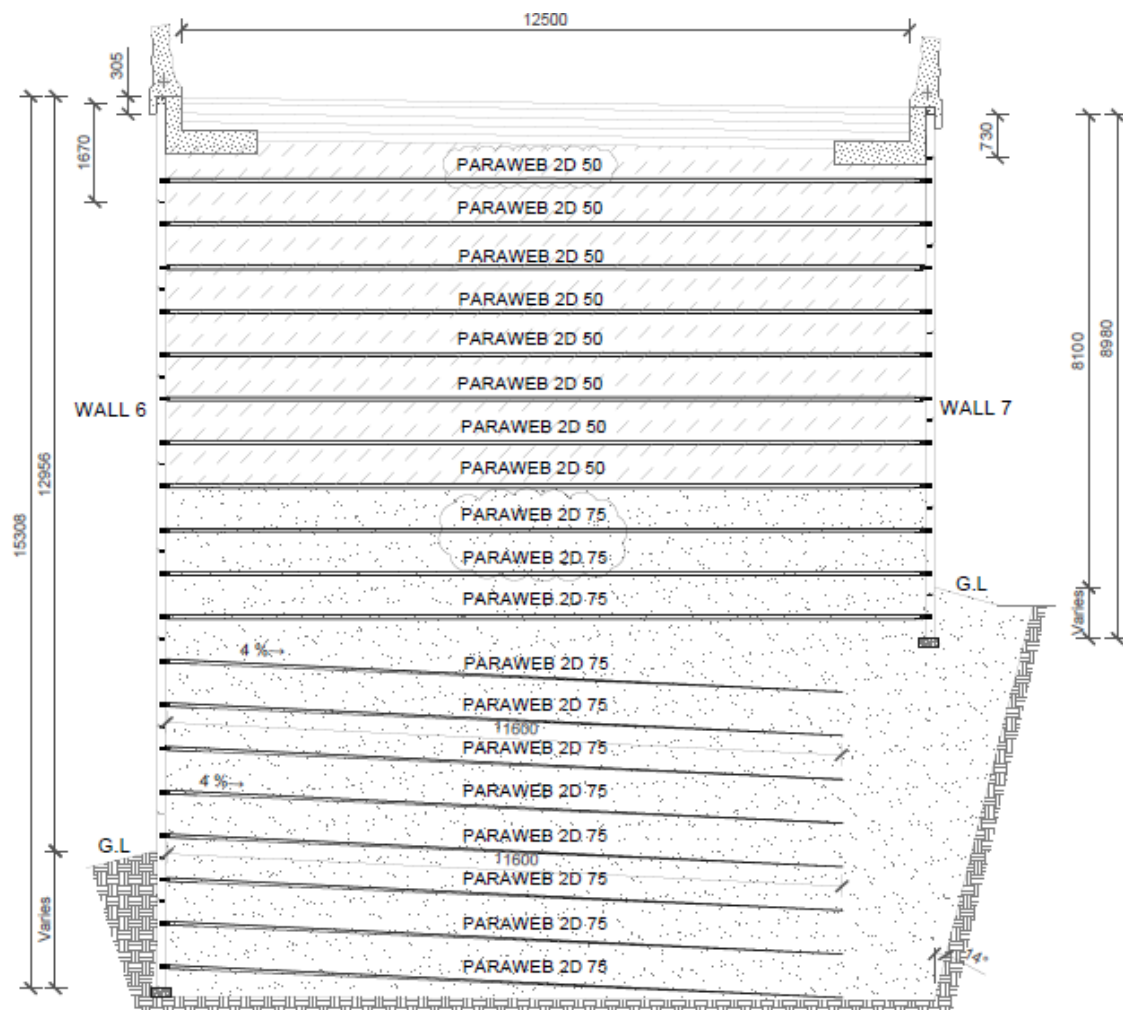 12500
305
1670
730
PARAWEB 2D 50
PARAWEB 2D 50
PARAWEB 2D 50
PARAWEB 2D 50
PARAWEB 2D 50
8100
8980
PARAWEB 2D 50
WALL 6
WALL 7
PARAWEB 2D 50
PARAWEB 2D 50
12956
15308
PARAWEB 2D 75
PARAWEB 2D 75
G.L
PARAWEB 2D 75
Varies
4 %→
PARAWEB 2D 75
PARAWEB 2D 75
11600
PARAWEB 2D 75
4 %→
PARAWEB 2D 75
PARAWEB 2D 75
G.L
11600
PARAWEB 2D 75
Varies
PARAWEB 2D 75
14°
PARAWEB 2D 75